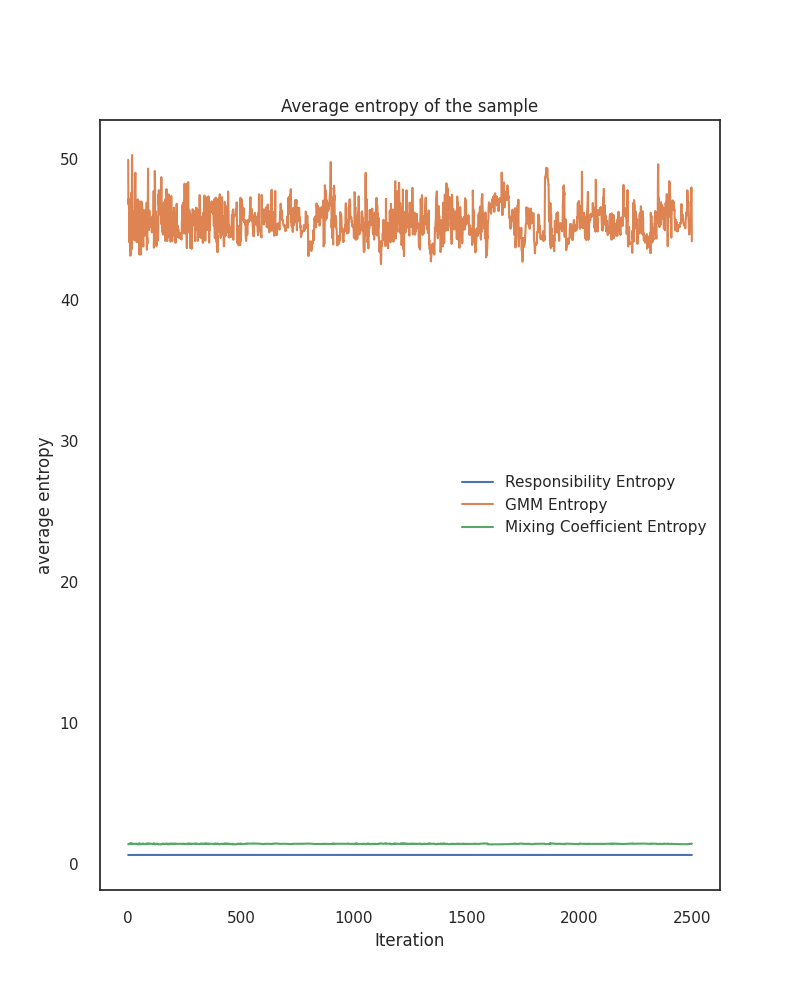 Average entropy of the sample
50
40
30
20
10
0
average entropy
Responsibility Entropy
GMM Entropy
Mixing Coefficient Entropy
0 500 1000 1500 2000 2500
Iteration